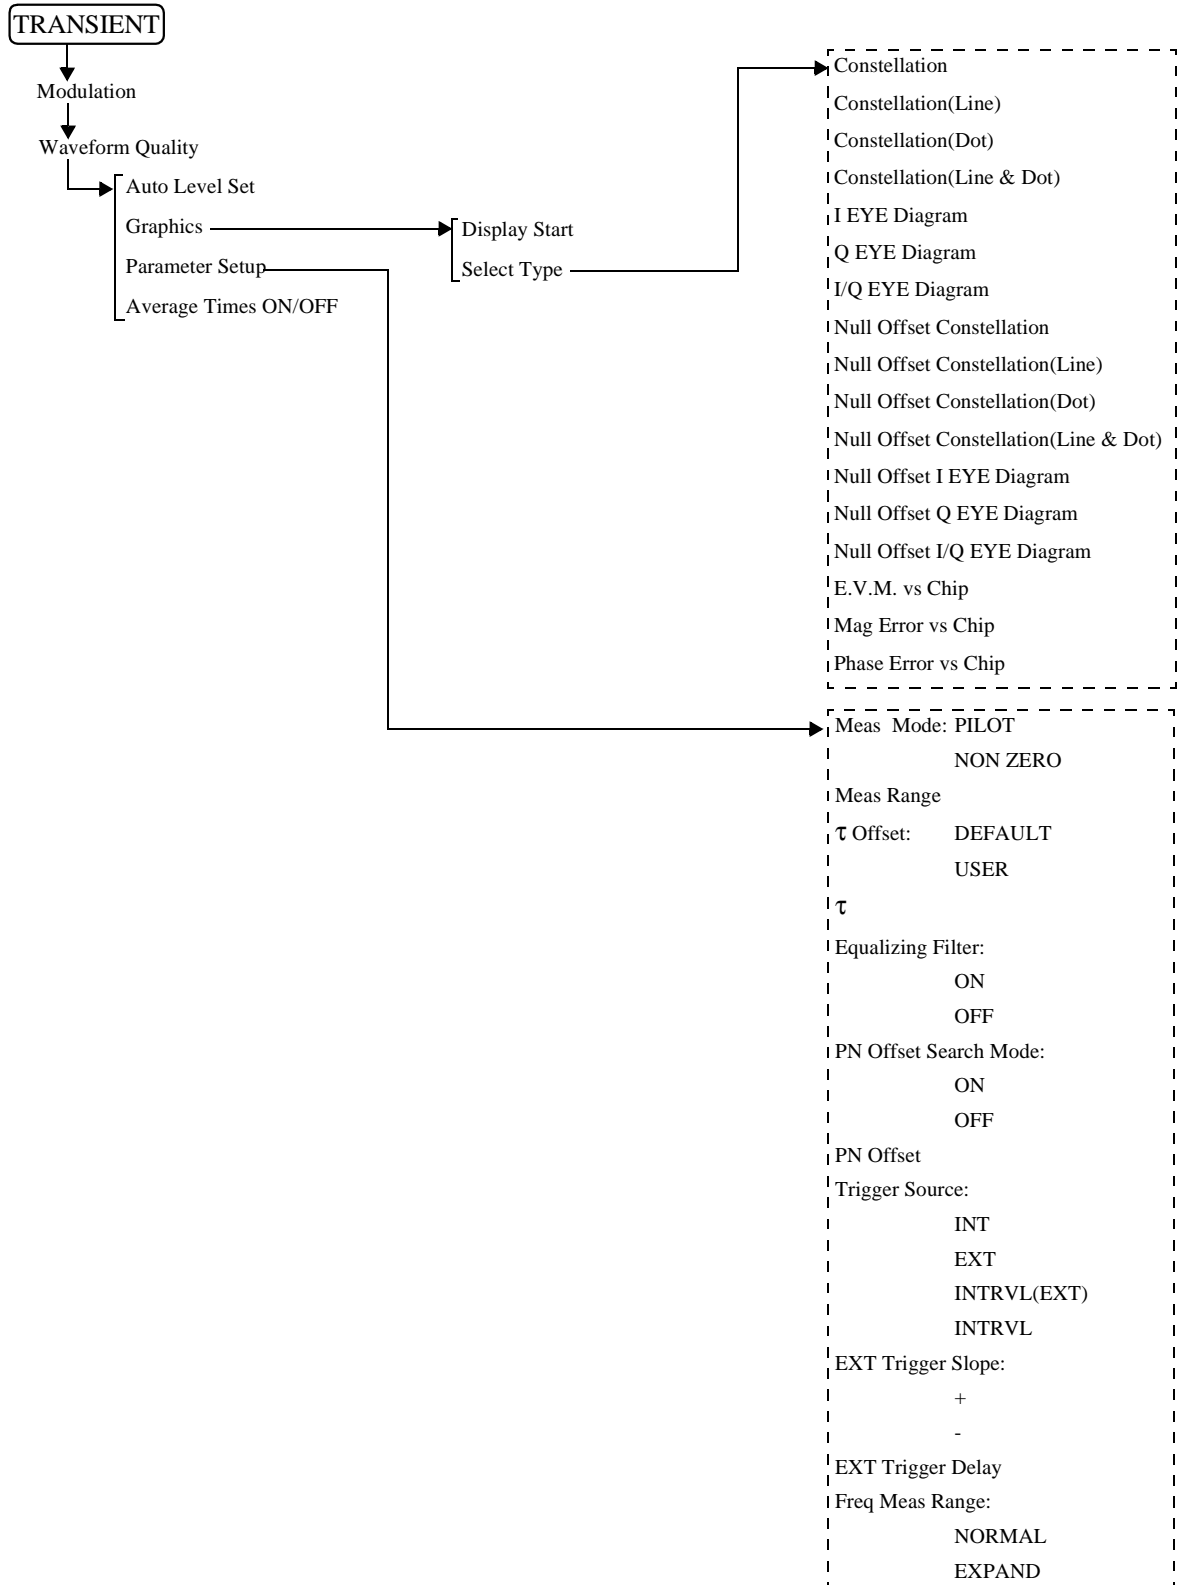 TRANSIENT
Modulation
Waveform Quality
Auto Level Set
Graphics
Parameter Setup
Average Times ON/OFF
Display Start
Select Type
Constellation
Constellation(Line)
Constellation(Dot)
Constellation(Line & Dot)
I EYE Diagram
Q EYE Diagram
I/Q EYE Diagram
Null Offset Constellation
Null Offset Constellation(Line)
Null Offset Constellation(Dot)
Null Offset Constellation(Line & Dot)
Null Offset I EYE Diagram
Null Offset Q EYE Diagram
Null Offset I/Q EYE Diagram
E.V.M. vs Chip
Mag Error vs Chip
Phase Error vs Chip
Meas Mode: PILOT
NON ZERO
Meas Range
τ Offset: DEFAULT
USER
τ
Equalizing Filter:
ON
OFF
PN Offset Search Mode:
ON
OFF
PN Offset
Trigger Source:
INT
EXT
INTRVL(EXT)
INTRVL
EXT Trigger Slope:
+
-
EXT Trigger Delay
Freq Meas Range:
NORMAL
EXPAND